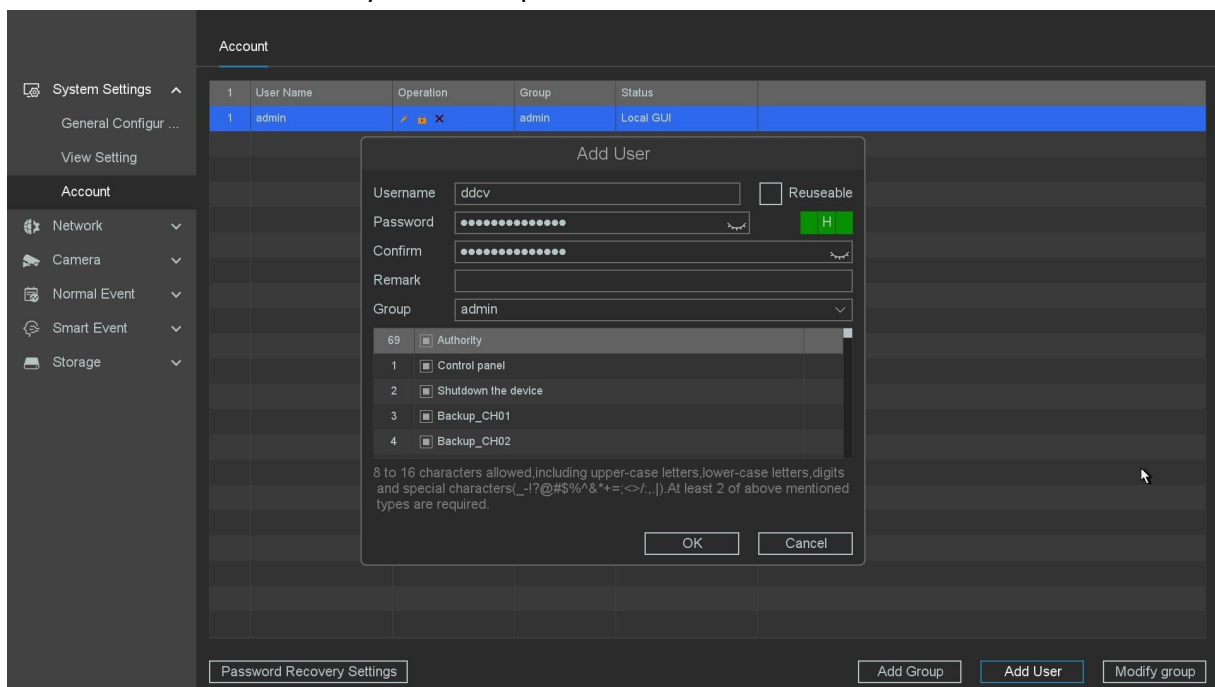 Account
System Settings
General Configur ...
View Setting
Account
Network
Camera
Normal Event
Smart Event
Storage
1 User Name Operation Group Status
1 admin admin Local GUI
Add User
Username ddcv Reuseable
Password ●●●●●●●●●●●●●● H
Confirm ●●●●●●●●●●●●●●
Remark
Group admin
69 Authority
1 Control panel
2 Shutdown the device
3 Backup_CH01
4 Backup_CH02
8 to 16 characters allowed,including upper-case letters,lower-case letters,digits
and special characters(_-!?@#$%^&*+=;<>/:,.|).At least 2 of above mentioned
types are required.
OK Cancel
Password Recovery Settings Add Group Add User Modify group